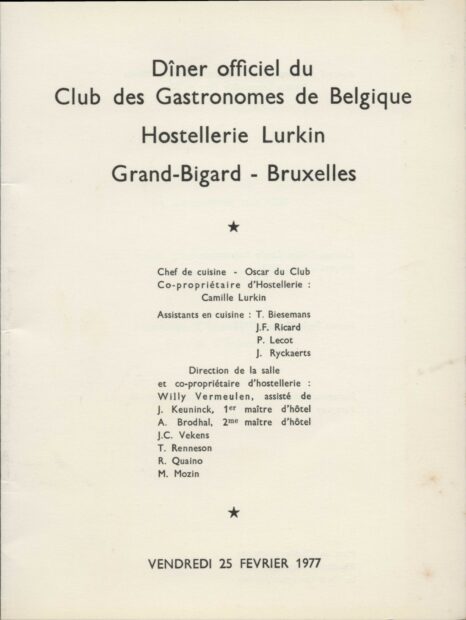 Dîner officiel du
Club des Gastronomes de Belgique
Hostellerie Lurkin
Grand-Bigard - Bruxelles
Chef de cuisine - Oscar du Club
Co-propriétaire d'Hostellerie :
Camille Lurkin
Assistants en cuisine : T. Biesemans
J.F. Ricard
P. Lecot
J. Ryckaerts
Direction de la salle
et co-propriétaire d'hostellerie :
Willy Vermeulen, assisté de
J. Keuninck, 1er maître d'hôtel
A. Brodhal, 2me maître d'hôtel
J.C. Vekens
T. Renneson
R. Quaino
M. Mozin
VENDREDI 25 FEVRIER 1977